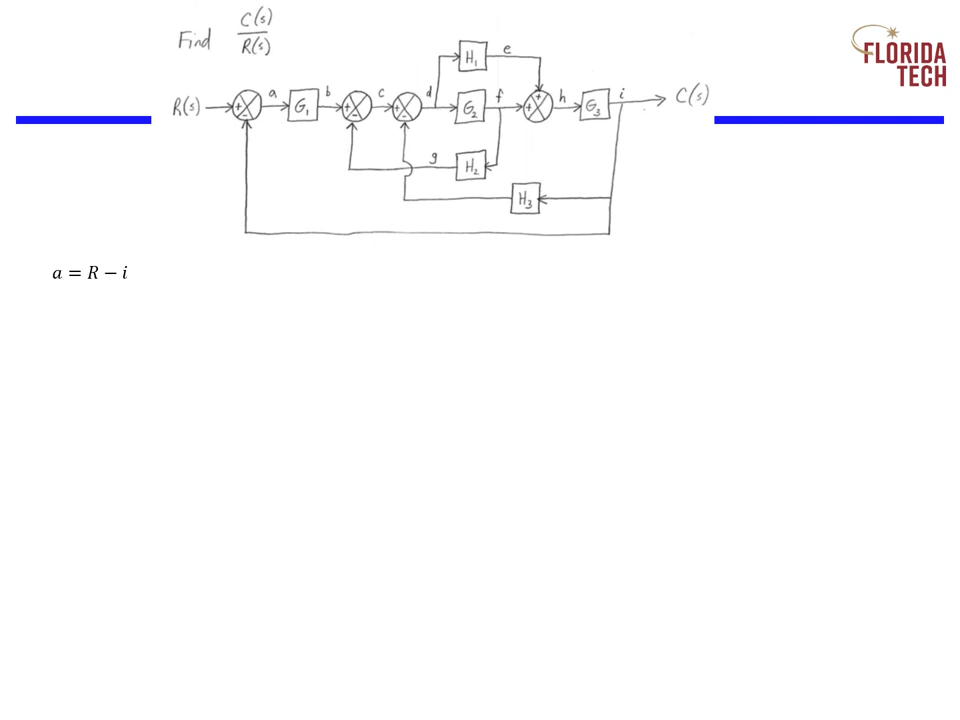 Find C(s)
R(s)
FLORIDA
TECH
H₁ e
R(s) + - a G₁ b + - c + - d G₂ f + + h G₃ i C(s)
g H₂
H₃
a = R − i